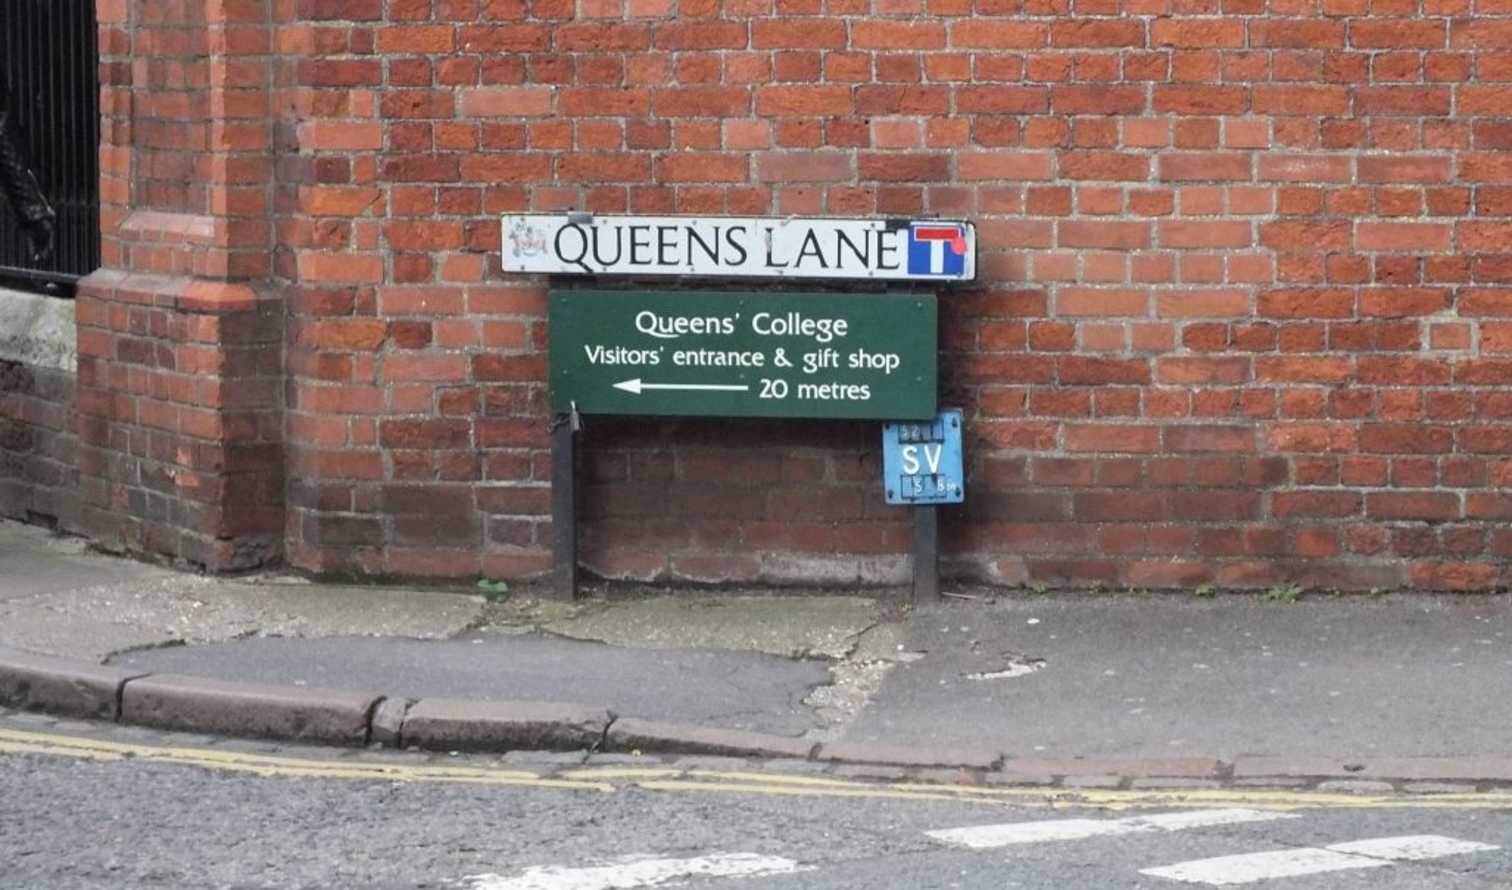 QUEENS LANE
Queens' College
Visitors' entrance & gift shop
20 metres
SV